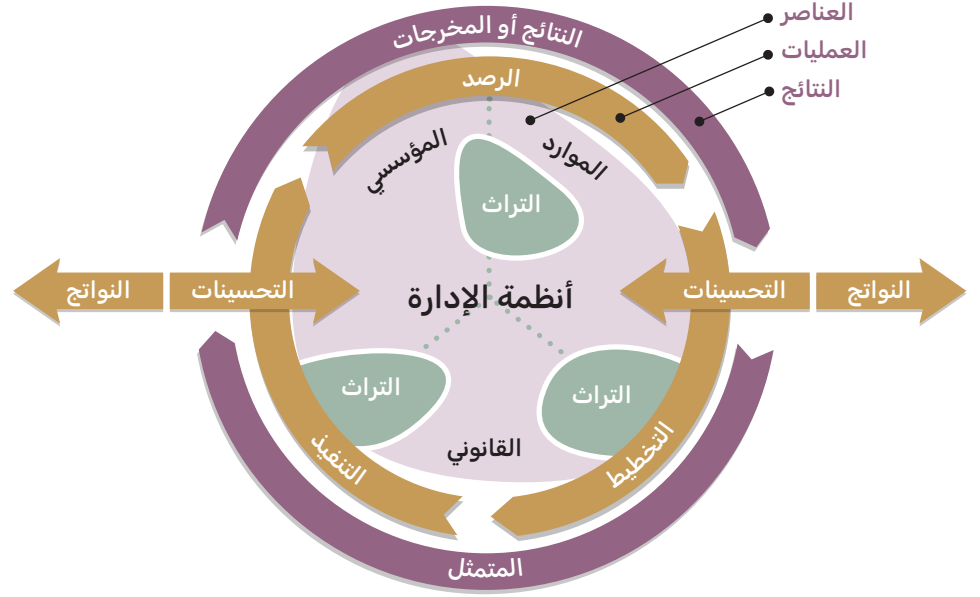 العناصر
العمليات
النتائج
النتائج أو المخرجات
الرصد
الموارد
المؤسسي
التراث
النواتج
التحسينات
أنظمة الإدارة
التحسينات
النواتج
التراث
التراث
القانوني
التخطيط
التنفيذ
المتمثل